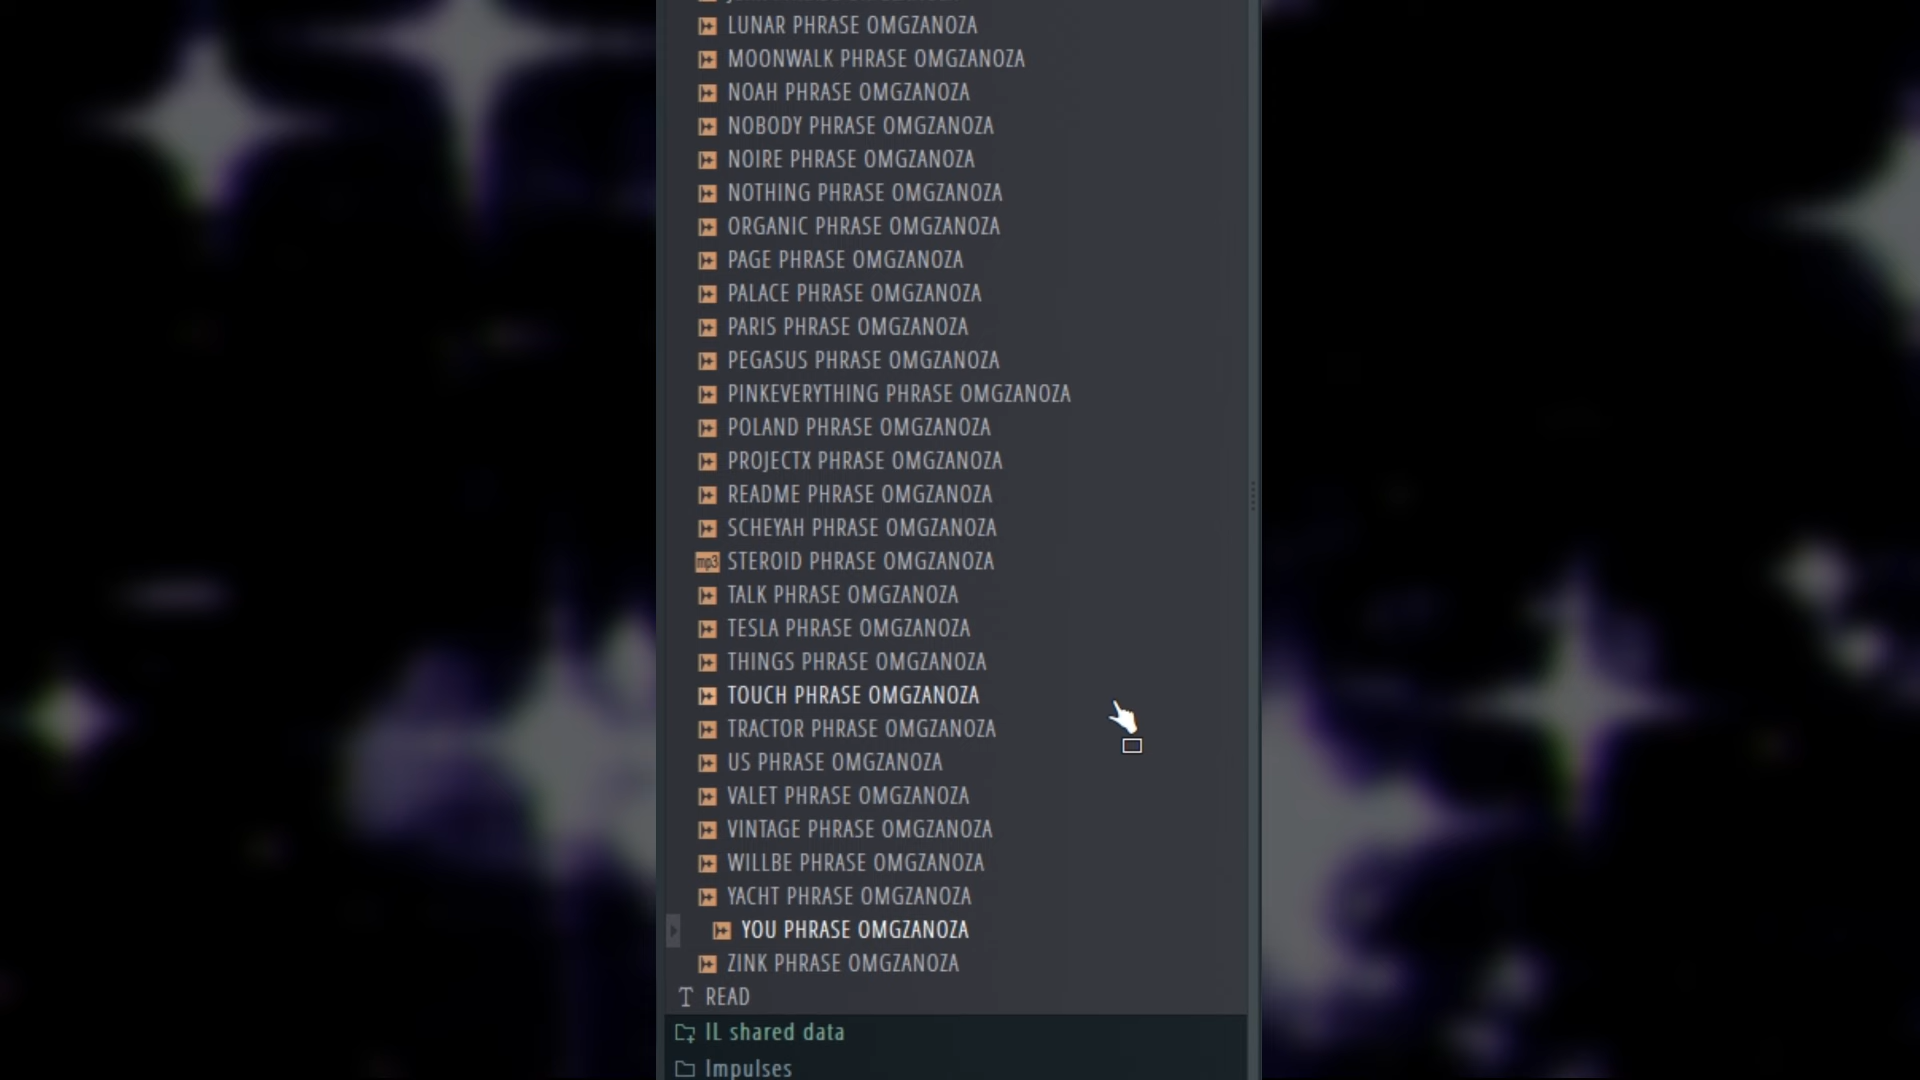 LUNAR PHRASE OMGZANOZA
MOONWALK PHRASE OMGZANOZA
NOAH PHRASE OMGZANOZA
NOBODY PHRASE OMGZANOZA
NOIRE PHRASE OMGZANOZA
NOTHING PHRASE OMGZANOZA
ORGANIC PHRASE OMGZANOZA
PAGE PHRASE OMGZANOZA
PALACE PHRASE OMGZANOZA
PARIS PHRASE OMGZANOZA
PEGASUS PHRASE OMGZANOZA
PINKEVERYTHING PHRASE OMGZANOZA
POLAND PHRASE OMGZANOZA
PROJECTX PHRASE OMGZANOZA
README PHRASE OMGZANOZA
SCHEYAH PHRASE OMGZANOZA
mp3 STEROID PHRASE OMGZANOZA
TALK PHRASE OMGZANOZA
TESLA PHRASE OMGZANOZA
THINGS PHRASE OMGZANOZA
TOUCH PHRASE OMGZANOZA
TRACTOR PHRASE OMGZANOZA
US PHRASE OMGZANOZA
VALET PHRASE OMGZANOZA
VINTAGE PHRASE OMGZANOZA
WILLBE PHRASE OMGZANOZA
YACHT PHRASE OMGZANOZA
YOU PHRASE OMGZANOZA
ZINK PHRASE OMGZANOZA
T READ
IL shared data
Impulses